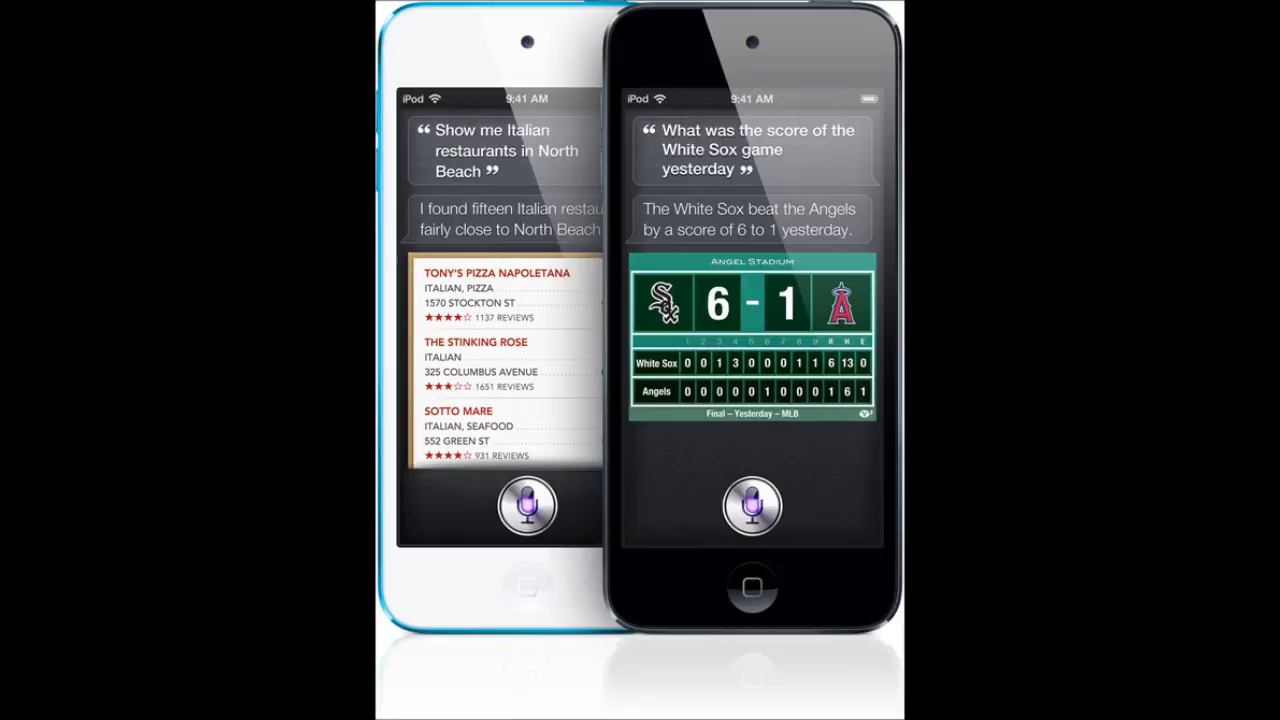 iPod 9:41 AM
“ Show me Italian
restaurants in North
Beach ”
I found fifteen Italian
fairly close to North Beach
TONY'S PIZZA NAPOLETANA
ITALIAN, PIZZA
1570 STOCKTON ST
1137 REVIEWS
THE STINKING ROSE
ITALIAN
325 COLUMBUS AVENUE
1651 REVIEWS
SOTTO MARE
ITALIAN, SEAFOOD
552 GREEN ST
931 REVIEWS
iPod 9:41 AM
“ What was the score of the
White Sox game
yesterday ”
The White Sox beat the Angels
by a score of 6 to 1 yesterday.
ANGEL STADIUM
Sox 6 - 1 A
1 2 3 4 5 6 7 8 9 R H E
White Sox 0 0 1 3 0 0 0 1 1 6 13 0
Angels 0 0 0 0 0 1 0 0 0 1 6 1
Final – Yesterday – MLB Y!